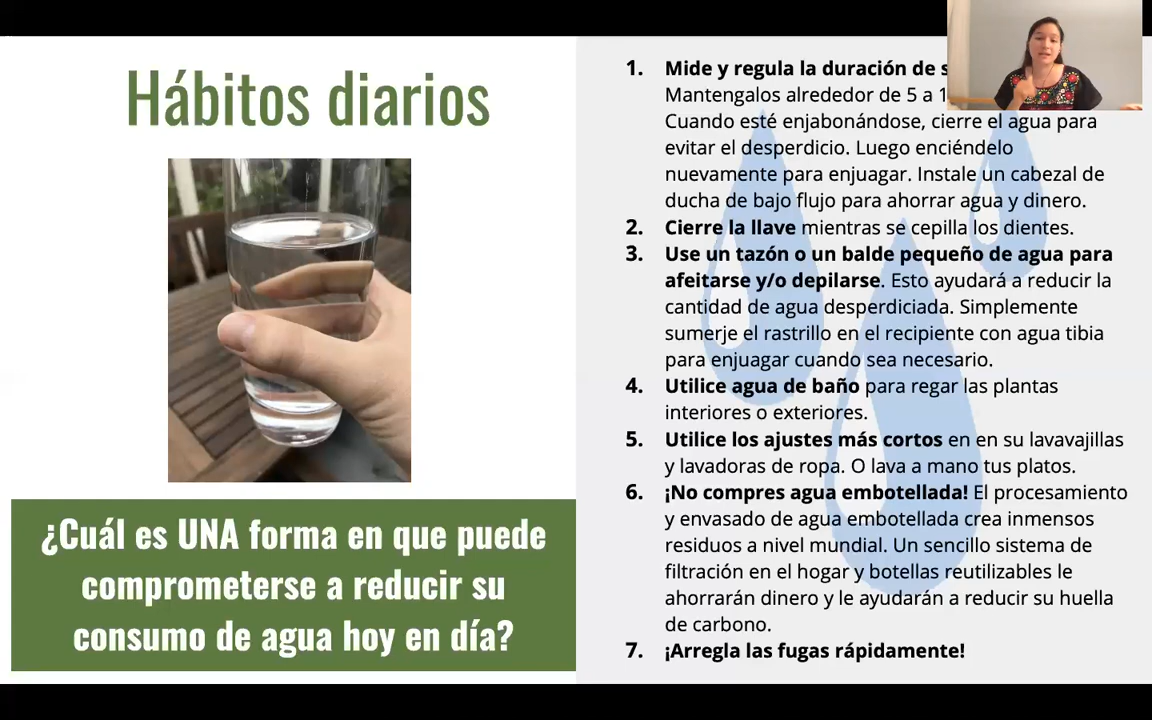 Hábitos diarios
¿Cuál es UNA forma en que puede
comprometerse a reducir su
consumo de agua hoy en día?
1. Mide y regula la duración de
Mantengalos alrededor de 5 a
Cuando esté enjabonándose, cierre el agua para
evitar el desperdicio. Luego enciéndelo
nuevamente para enjuagar. Instale un cabezal de
ducha de bajo flujo para ahorrar agua y dinero.
2. Cierre la llave mientras se cepilla los dientes.
3. Use un tazón o un balde pequeño de agua para
afeitarse y/o depilarse. Esto ayudará a reducir la
cantidad de agua desperdiciada. Simplemente
sumerje el rastrillo en el recipiente con agua tibia
para enjuagar cuando sea necesario.
4. Utilice agua de baño para regar las plantas
interiores o exteriores.
5. Utilice los ajustes más cortos en en su lavavajillas
y lavadoras de ropa. O lava a mano tus platos.
6. ¡No compres agua embotellada! El procesamiento
y envasado de agua embotellada crea inmensos
residuos a nivel mundial. Un sencillo sistema de
filtración en el hogar y botellas reutilizables le
ahorrarán dinero y le ayudarán a reducir su huella
de carbono.
7. ¡Arregla las fugas rápidamente!